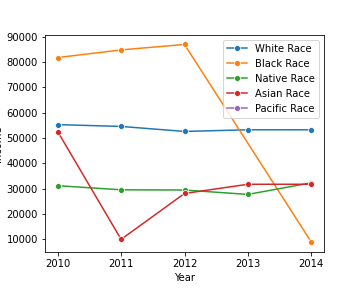 White Race
Black Race
Native Race
Asian Race
Pacific Race
90000
80000
70000
60000
50000
40000
30000
20000
10000
2010 2011 2012 2013 2014
Year